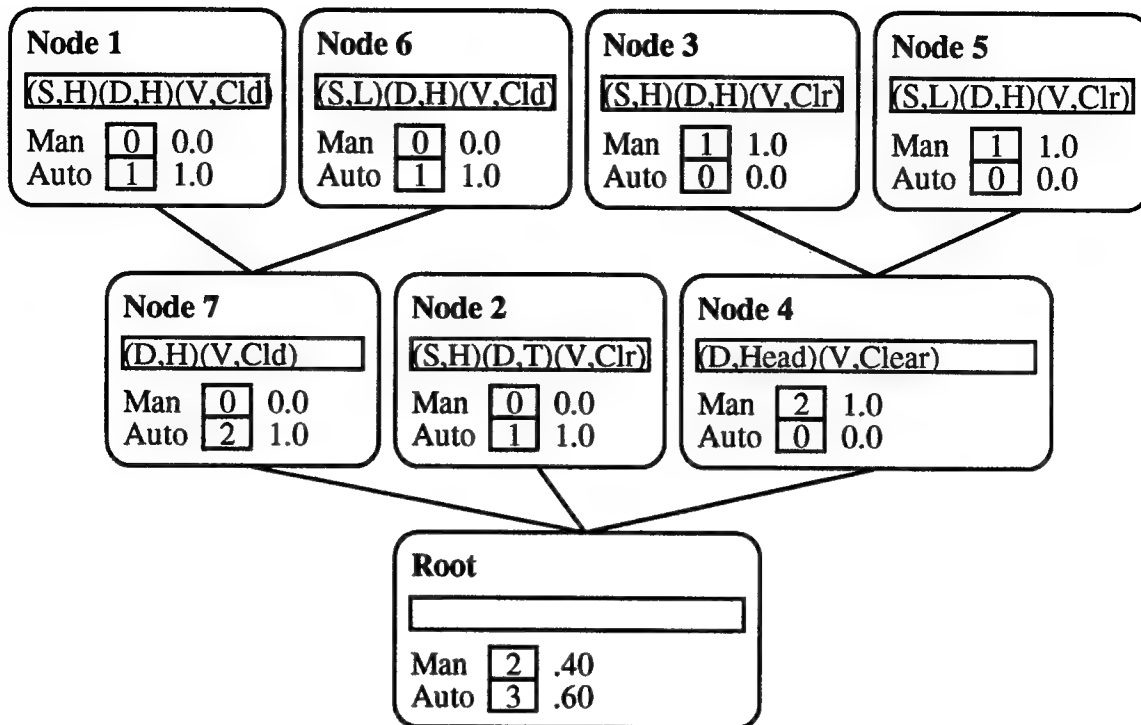 Node 1
(S,H)(D,H)(V,Cld
Man 0 0.0
Auto 1 1.0
Node 6
(S,L)(D,H)(V,Cld)
Man 0 0.0
Auto 1 1.0
Node 3
(S,H)(D,H)(V,Clr)
Man 1 1.0
Auto 0 0.0
Node 5
(S,L)(D,H)(V,Clr)
Man 1 1.0
Auto 0 0.0
Node 7
(D,H)(V,Cld)
Man 0 0.0
Auto 2 1.0
Node 2
(S,H)(D,T)(V,Clr)
Man 0 0.0
Auto 1 1.0
Node 4
(D,Head)(V,Clear)
Man 2 1.0
Auto 0 0.0
Root
Man 2 .40
Auto 3 .60